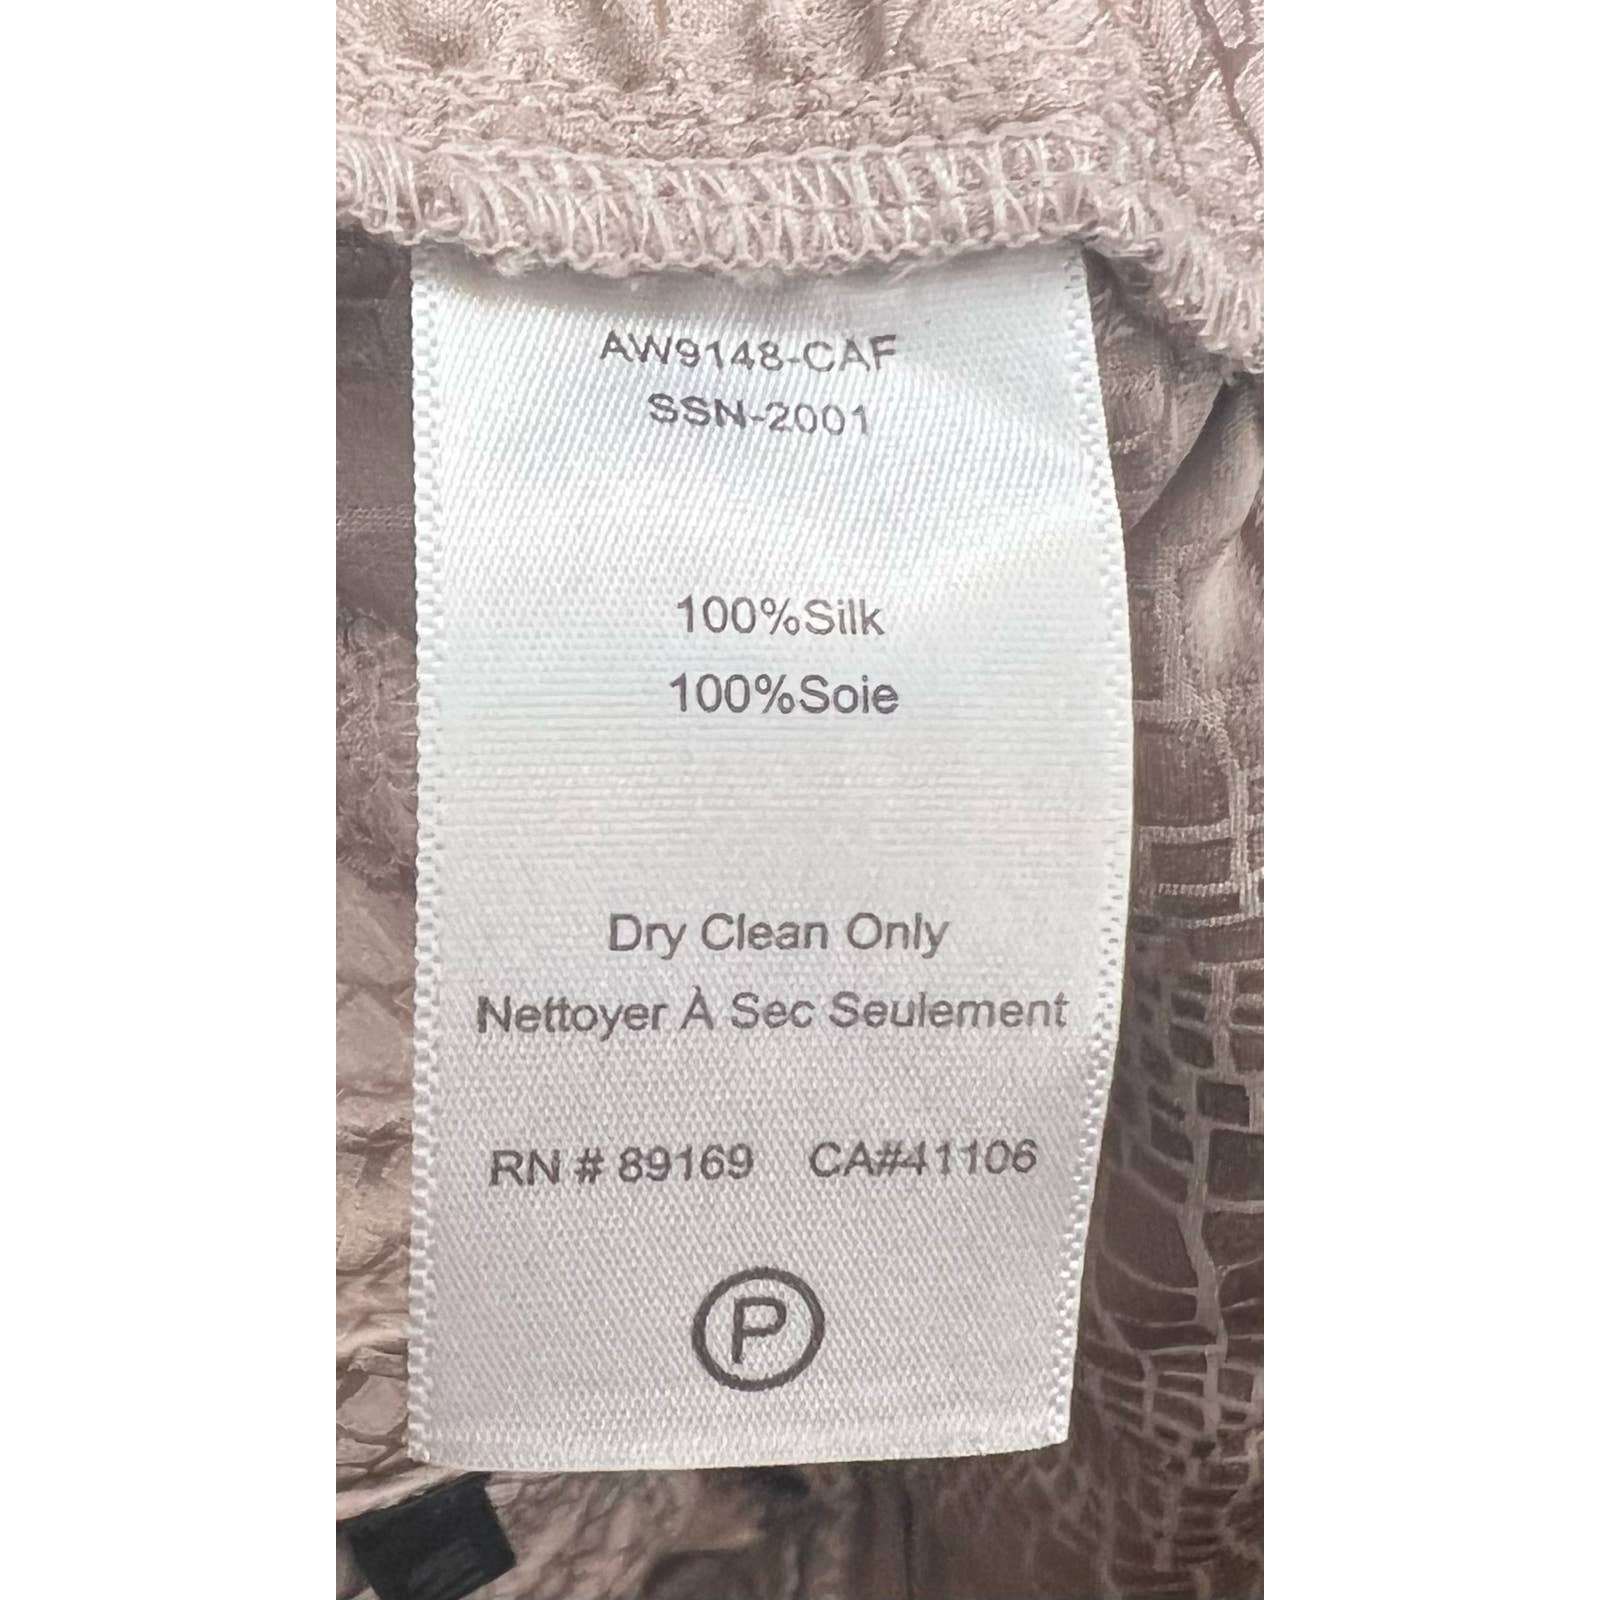 AW9148-CAF
SSN-2001
100%Silk
100%Soie
Dry Clean Only
Nettoyer À Sec Seulement
RN # 89169 CA#41106
P